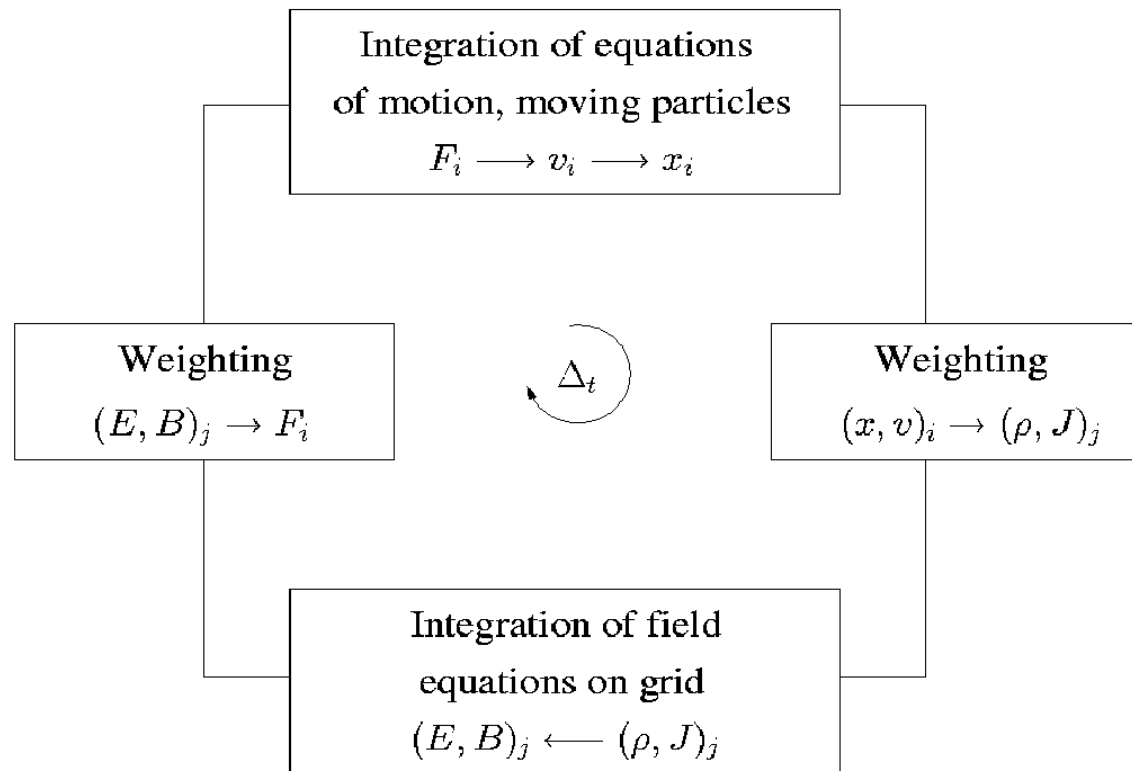 Integration of equations
of motion, moving particles
F_i ⟶ v_i ⟶ x_i
Weighting
(E, B)_j → F_i
Δ_t
Weighting
(x, v)_i → (ρ, J)_j
Integration of field
equations on grid
(E, B)_j ⟵ (ρ, J)_j